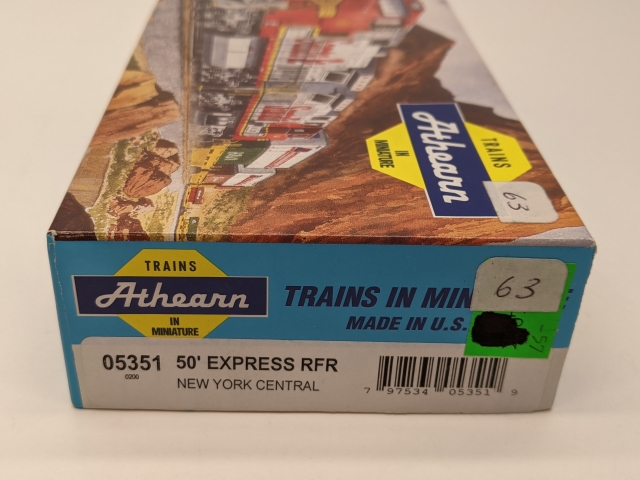 TRAINS
Athearn
IN
MINIATURE
63
TRAINS
Athearn
IN
MINIATURE
TRAINS IN MIN
MADE IN U.S.
63
05351 50' EXPRESS RFR
0200
NEW YORK CENTRAL
7 97534 05351 9